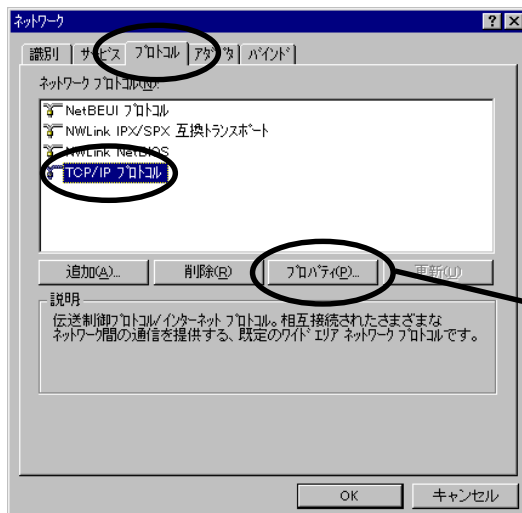 ネットワーク
識別 サービス プロトコル アダプタ バインド
ネットワーク プロトコル(N):
NetBEUI プロトコル
NWLink IPX/SPX 互換トランスポート
NWLink NetBIOS
TCP/IP プロトコル
追加(A)... 削除(R) プロパティ(P)... 更新(U)
説明
伝送制御プロトコル/インターネット プロトコル。相互接続されたさまざまな
ネットワーク間の通信を提供する、既定のワイド エリア ネットワーク プロトコルです。
OK キャンセル